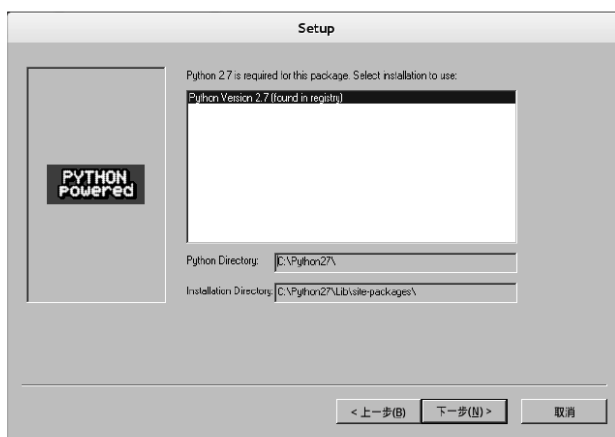 Setup
Python 2.7 is required for this package. Select installation to use:
Python Version 2.7 (found in registry)
PYTHON
powered
Python Directory: C:\Python27\
Installation Directory: C:\Python27\Lib\site-packages\
< 上一步(B) 下一步(N) > 取消